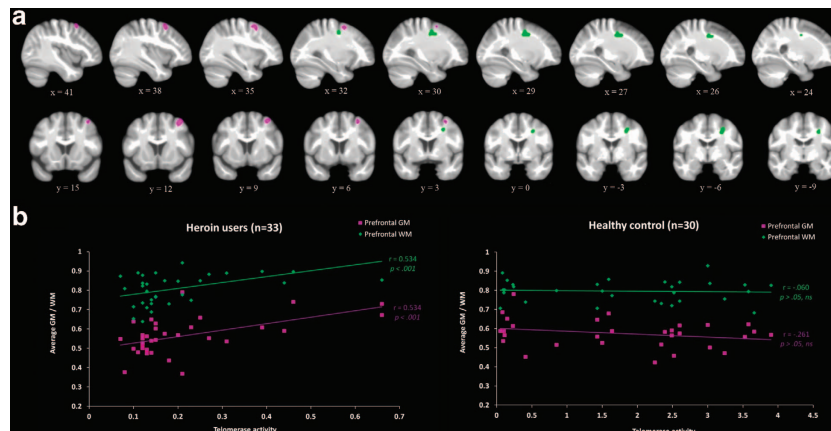 a
x = 41 x = 38 x = 35 x = 32 x = 30 x = 29 x = 27 x = 26 x = 24
y = 15 y = 12 y = 9 y = 6 y = 3 y = 0 y = -3 y = -6 y = -9
b
Heroin users (n=33)
Prefrontal GM
Prefrontal WM
r = 0.534
p < .001
r = 0.534
p < .001
Average GM / WM
1
0.9
0.8
0.7
0.6
0.5
0.4
0.3
0.2
0 0.1 0.2 0.3 0.4 0.5 0.6 0.7
Telomerase activity
Healthy control (n=30)
Prefrontal GM
Prefrontal WM
r = -.060
p > .05, ns
r = -.261
p > .05, ns
Average GM / WM
1
0.9
0.8
0.7
0.6
0.5
0.4
0.3
0.2
0 0.5 1 1.5 2 2.5 3 3.5 4 4.5
Telomerase activity